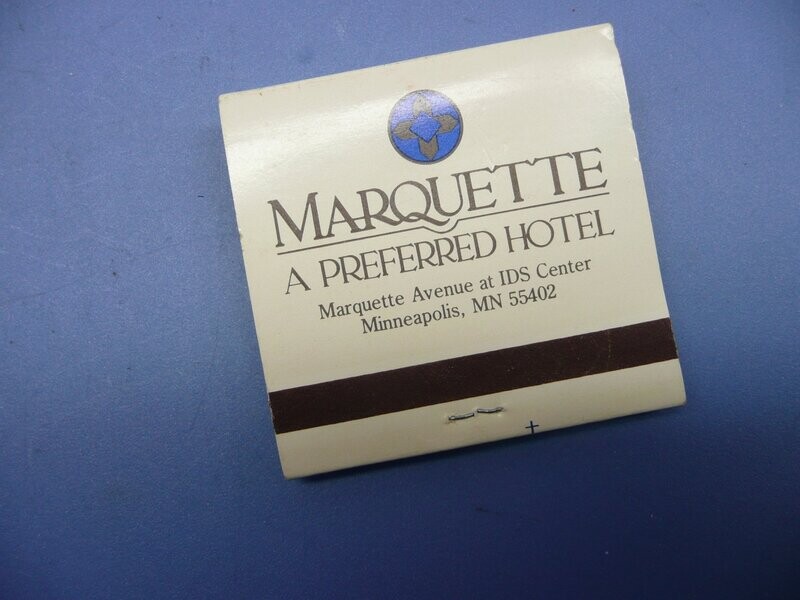 MARQUETTE
A PREFERRED HOTEL
Marquette Avenue at IDS Center
Minneapolis, MN 55402